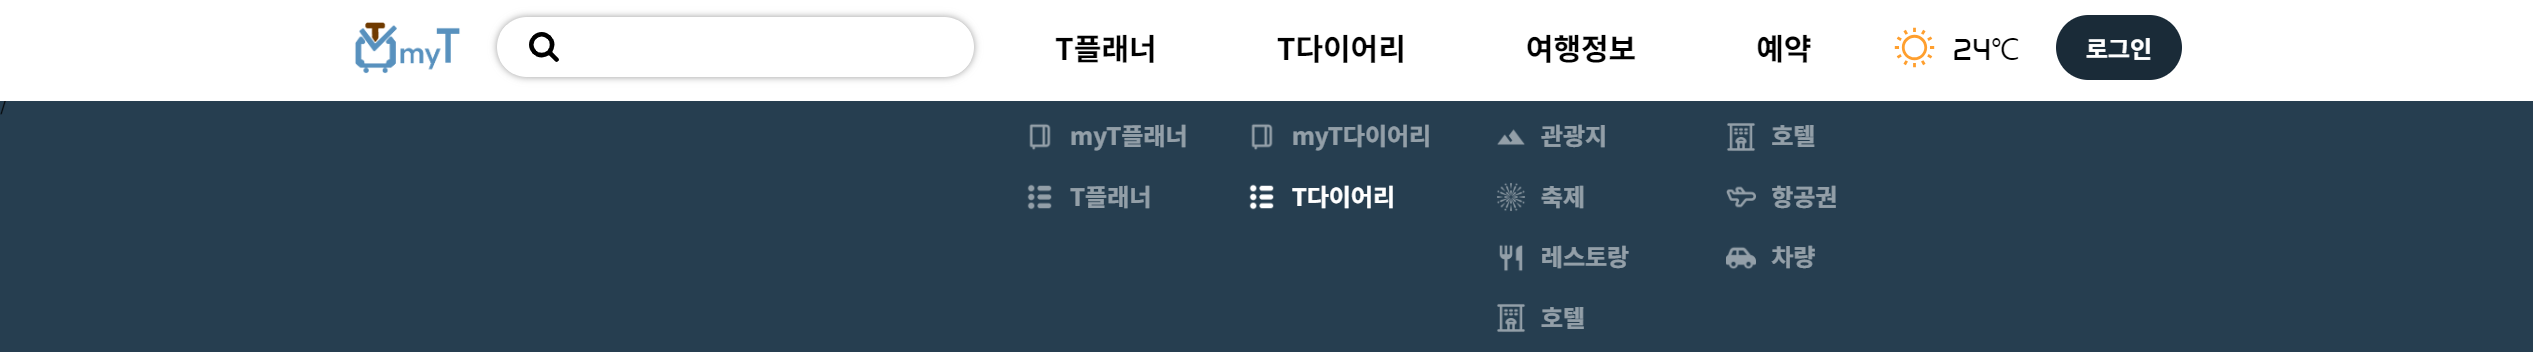 myT
T플래너 T다이어리 여행정보 예약 24℃ 로그인
/
myT플래너 myT다이어리 관광지 호텔
T플래너 T다이어리 축제 항공권
레스토랑 차량
호텔